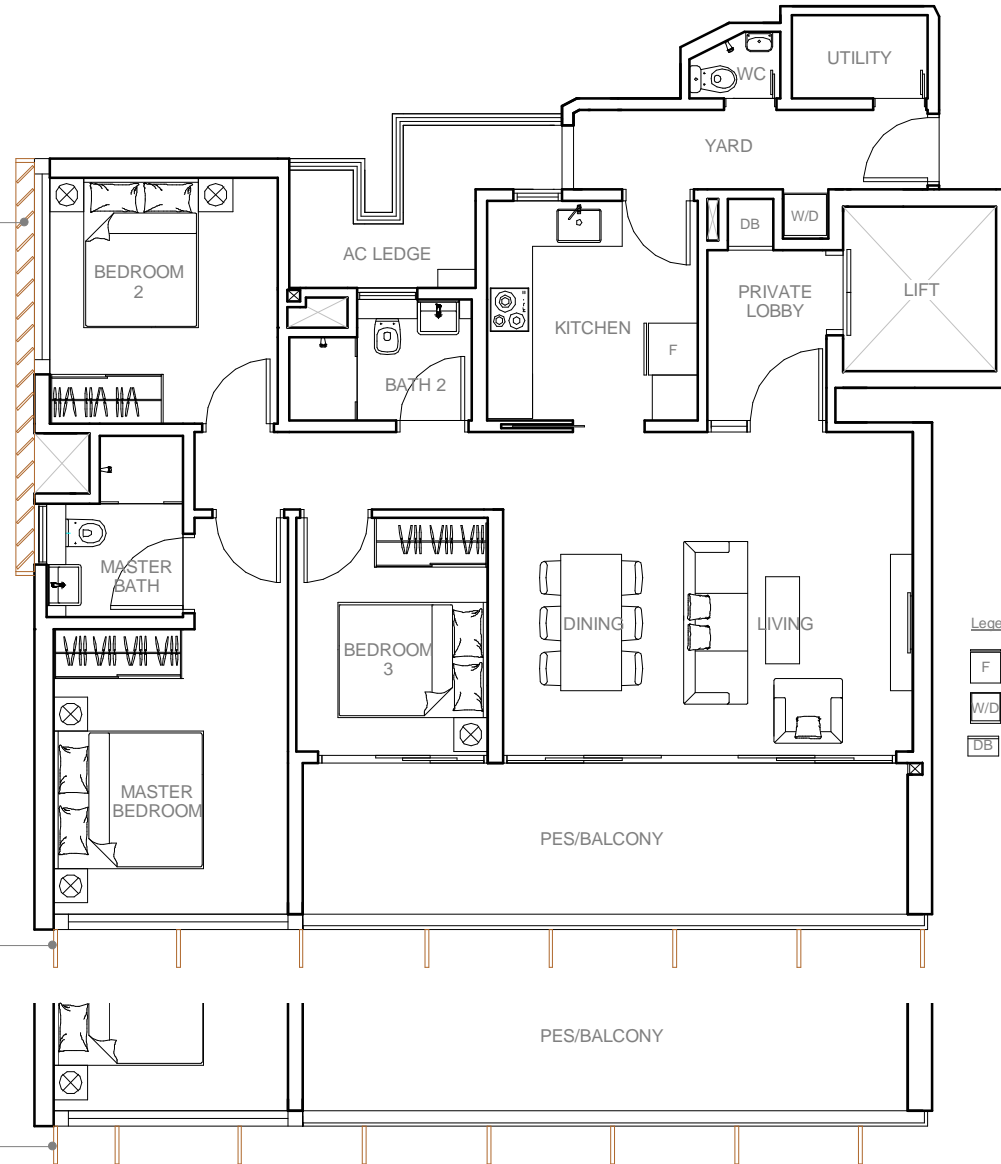 UTILITY
WC
YARD
DB
W/D
AC LEDGE
BEDROOM
2
PRIVATE
LOBBY
LIFT
KITCHEN
F
BATH 2
MASTER
BATH
DINING
LIVING
BEDROOM
3
Lege
F
W/D
DB
MASTER
BEDROOM
PES/BALCONY
PES/BALCONY